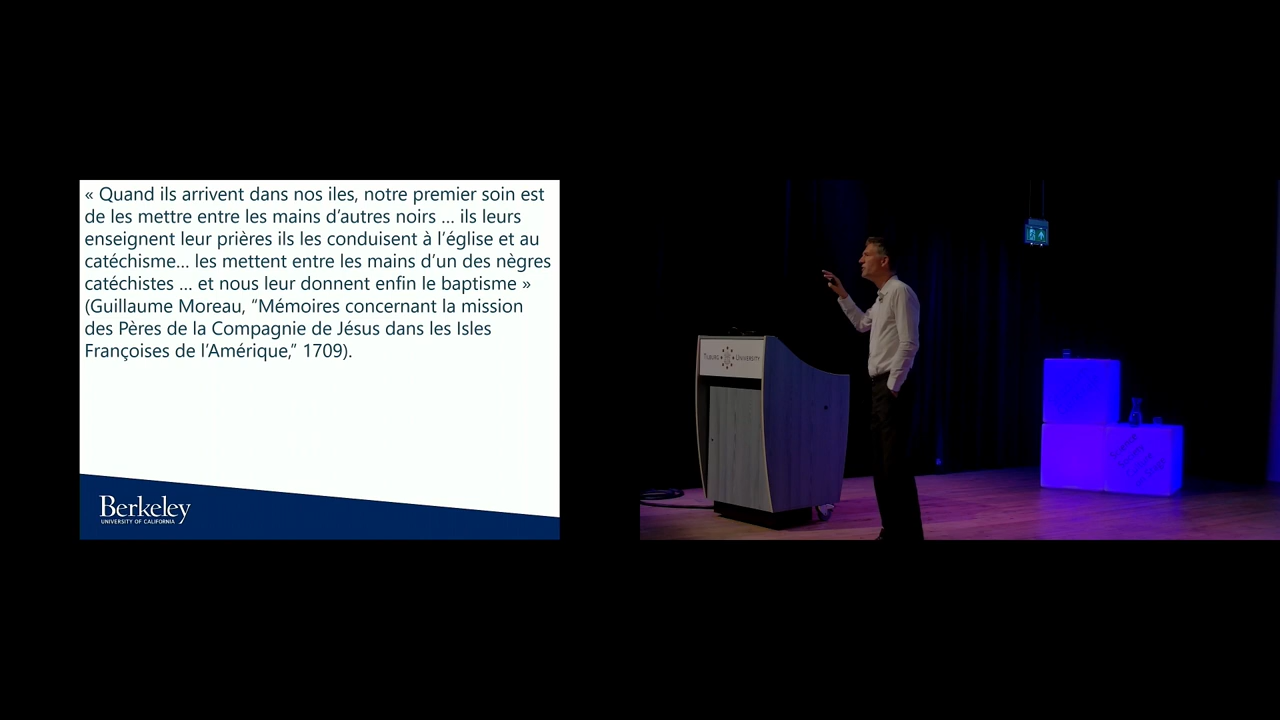 « Quand ils arrivent dans nos iles, notre premier soin est
de les mettre entre les mains d’autres noirs … ils leurs
enseignent leur prières ils les conduisent à l’église et au
catéchisme… les mettent entre les mains d’un des nègres
catéchistes … et nous leur donnent enfin le baptisme »
(Guillaume Moreau, “Mémoires concernant la mission
des Pères de la Compagnie de Jésus dans les Isles
Françoises de l’Amérique,” 1709).
Berkeley
UNIVERSITY OF CALIFORNIA
TILBURG UNIVERSITY